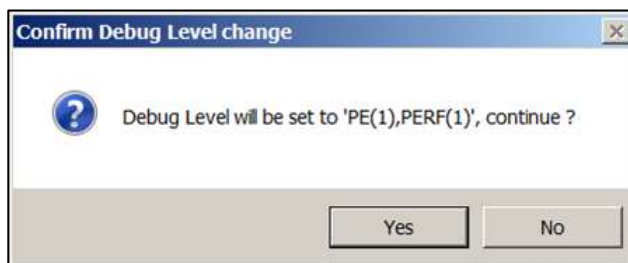 Confirm Debug Level change
Debug Level will be set to 'PE(1),PERF(1)', continue ?
Yes
No